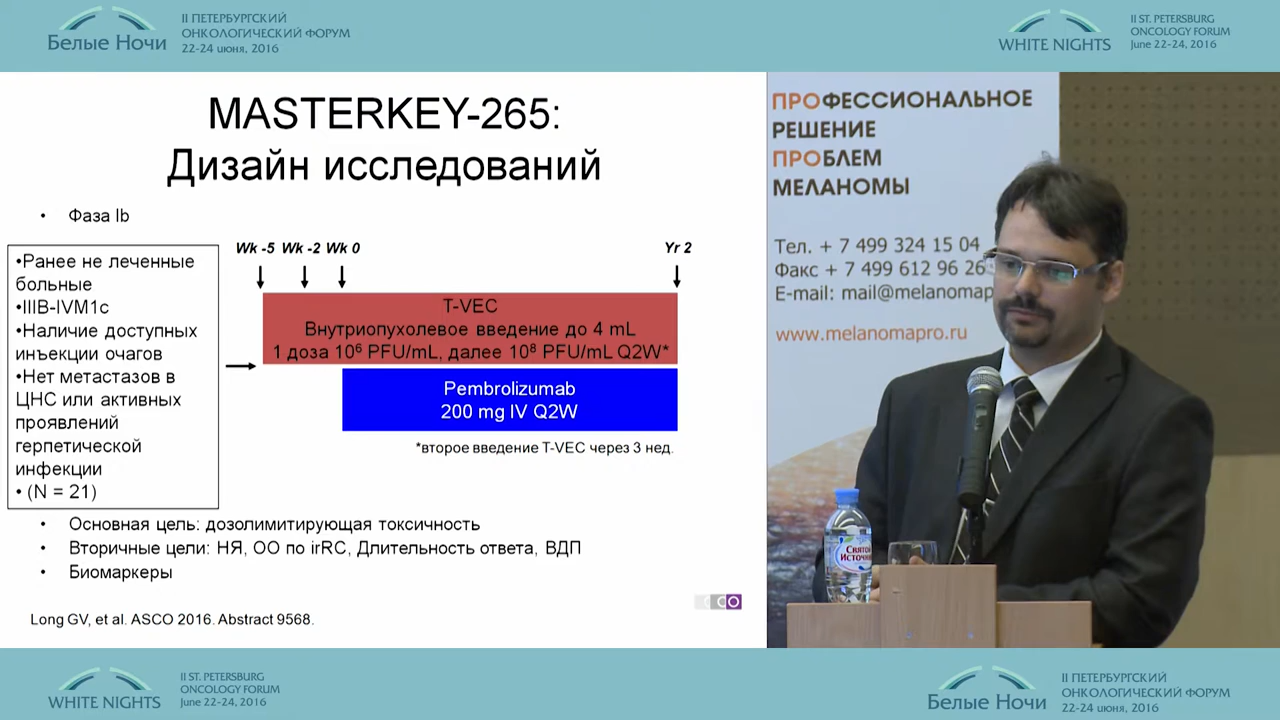 Белые Ночи
II ПЕТЕРБУРГСКИЙ
ОНКОЛОГИЧЕСКИЙ ФОРУМ
22-24 июня, 2016
WHITE NIGHTS
II ST. PETERSBURG
ONCOLOGY FORUM
June 22-24, 2016
MASTERKEY-265:
Дизайн исследований
• Фаза Ib
•Ранее не леченные
больные
•IIIB-IVM1c
•Наличие доступных
инъекции очагов
•Нет метастазов в
ЦНС или активных
проявлений
герпетической
инфекции
• (N = 21)
Wk -5 Wk -2 Wk 0
Yr 2
T-VEC
Внутриопухолевое введение до 4 mL
1 доза 10⁶ PFU/mL, далее 10⁸ PFU/mL Q2W*
Pembrolizumab
200 mg IV Q2W
*второе введение T-VEC через 3 нед.
• Основная цель: дозолимитирующая токсичность
• Вторичные цели: НЯ, ОО по irRC, Длительность ответа, ВДП
• Биомаркеры
Long GV, et al. ASCO 2016. Abstract 9568.
ПРОФЕССИОНАЛЬНОЕ
РЕШЕНИЕ
ПРОБЛЕМ
МЕЛАНОМЫ
Тел. + 7 499 324 15 04
Факс + 7 499 612 96 26
E-mail: mail@melanomap
www.melanomapro.ru
Святой
Источник
WHITE NIGHTS
II ST. PETERSBURG
ONCOLOGY FORUM
June 22-24, 2016
Белые Ночи
II ПЕТЕРБУРГСКИЙ
ОНКОЛОГИЧЕСКИЙ ФОРУМ
22-24 июня, 2016